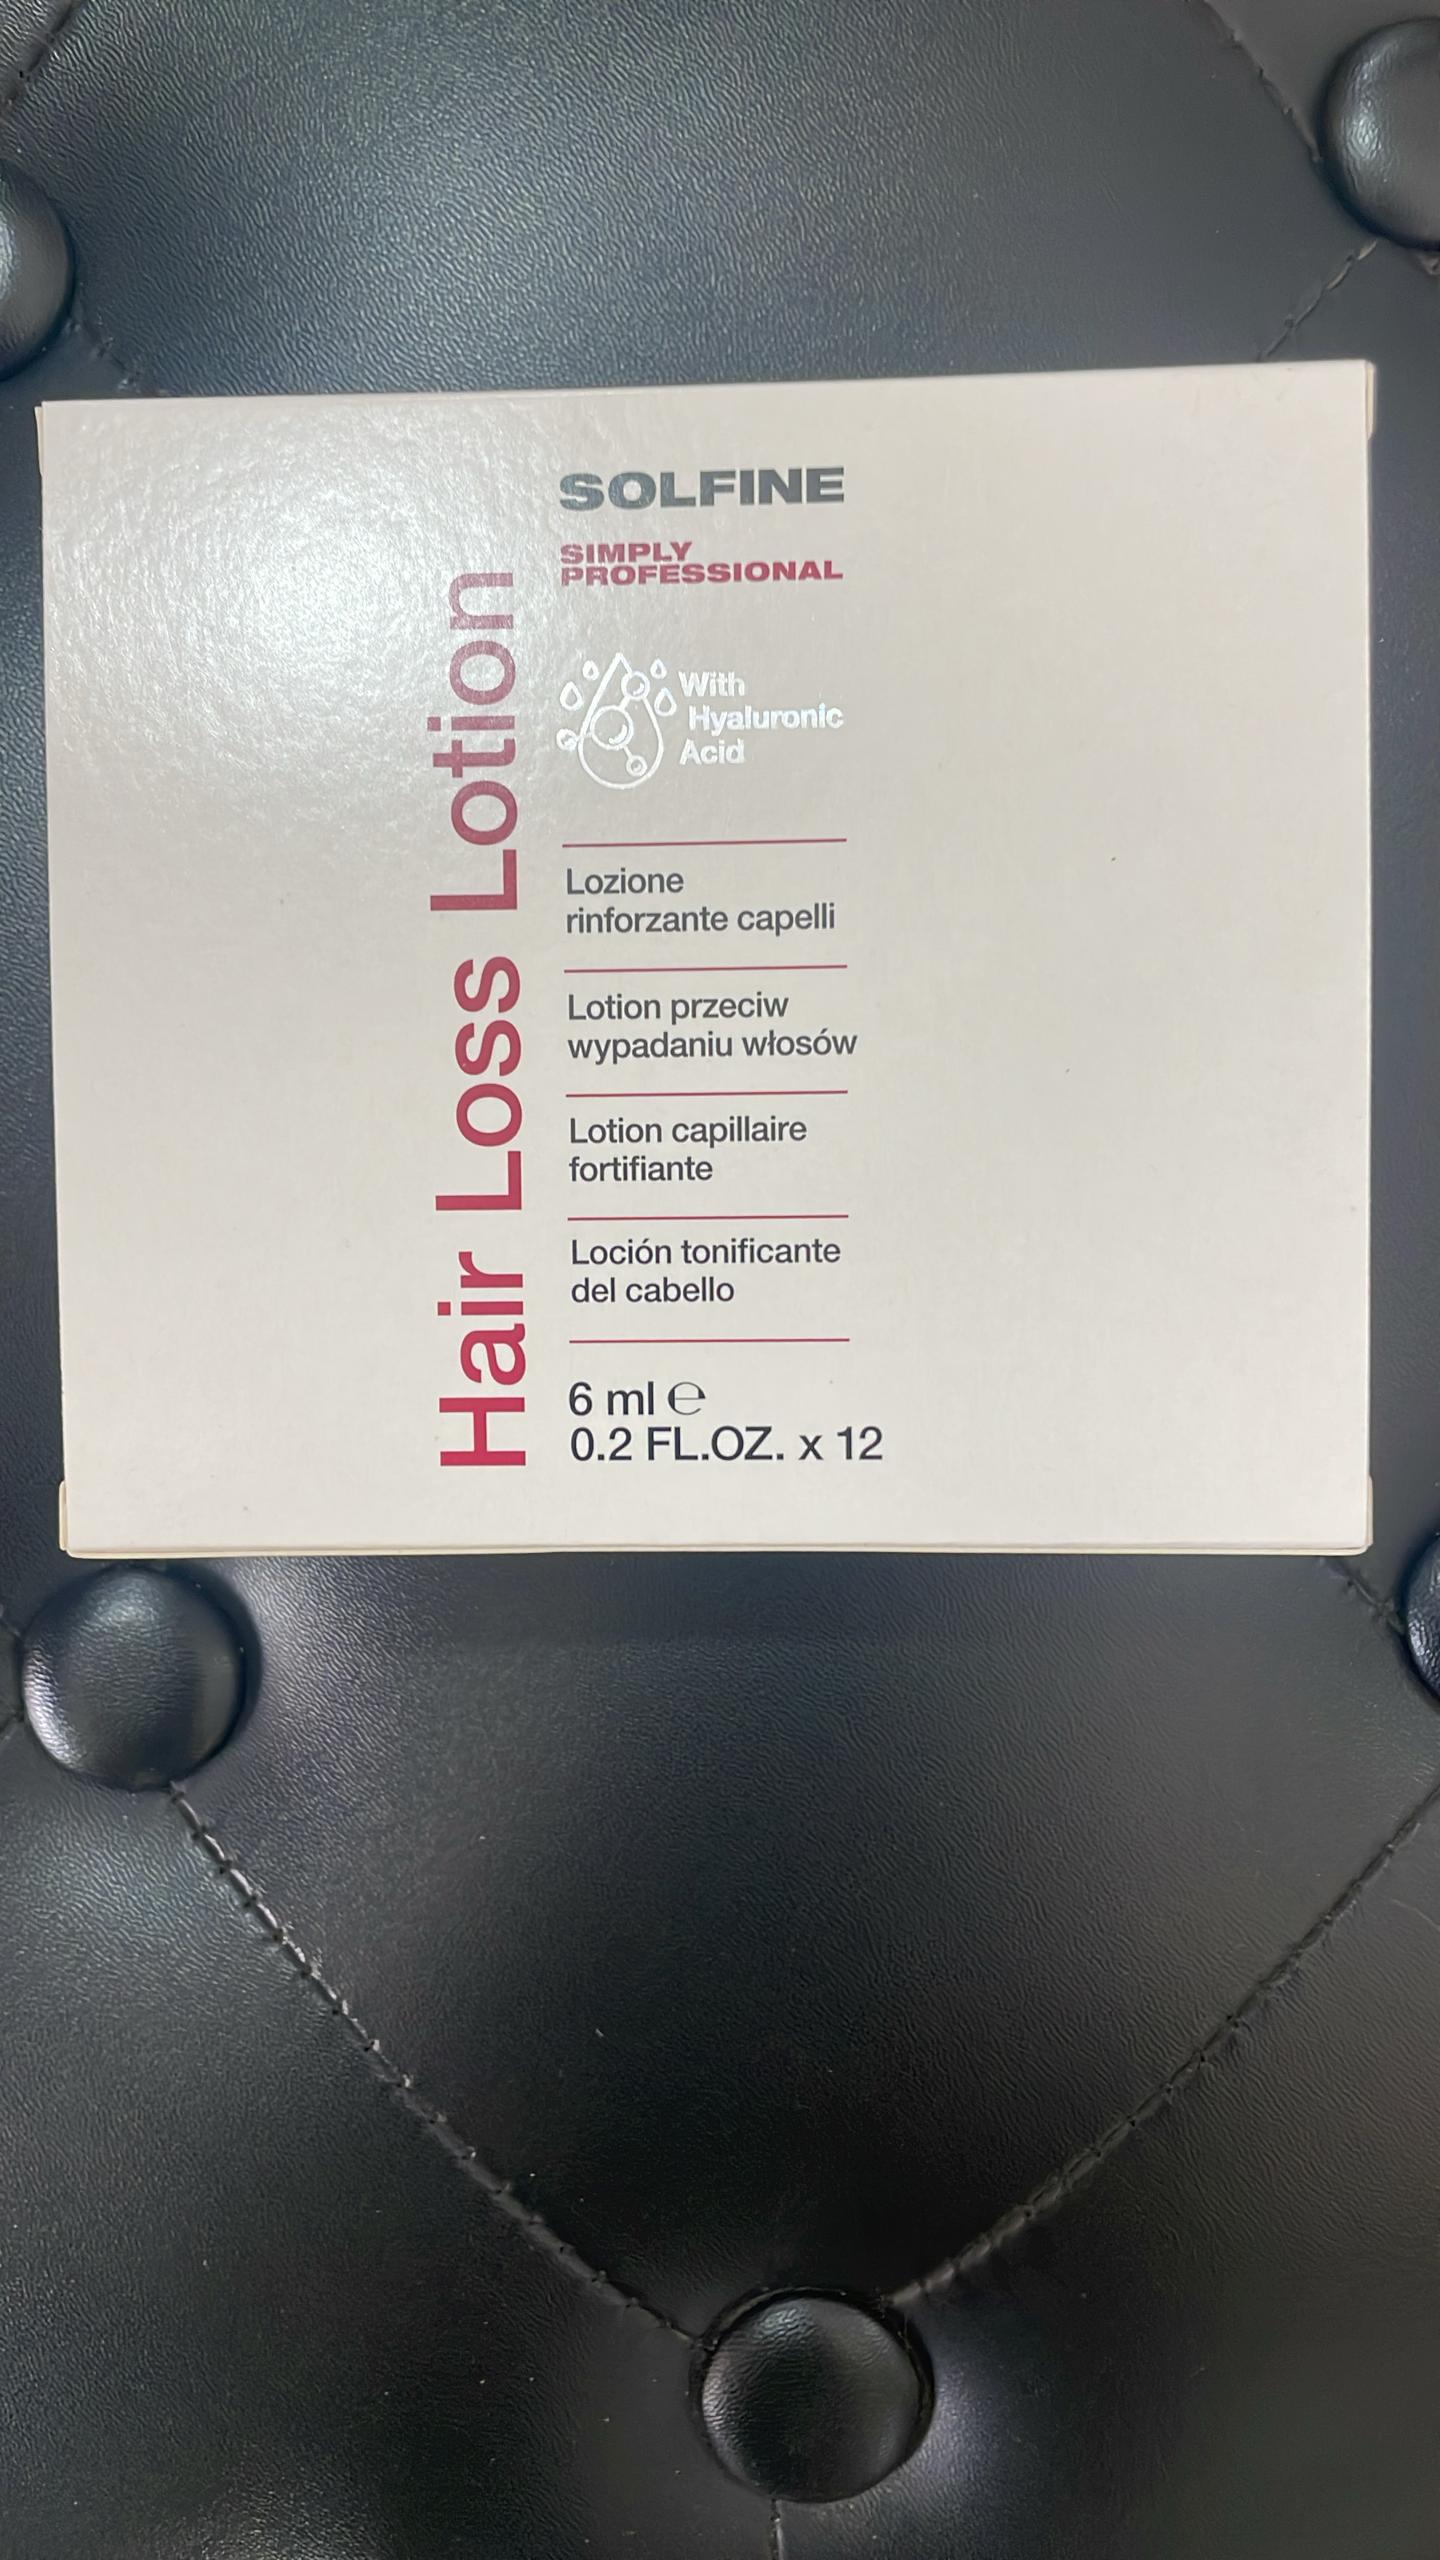 SOLFINE
SIMPLY
PROFESSIONAL
Hair Loss Lotion
With
Hyaluronic
Acid
Lozione
rinforzante capelli
Lotion przeciw
wypadaniu włosów
Lotion capillaire
fortifiante
Loción tonificante
del cabello
6 ml ℮
0.2 FL.OZ. x 12